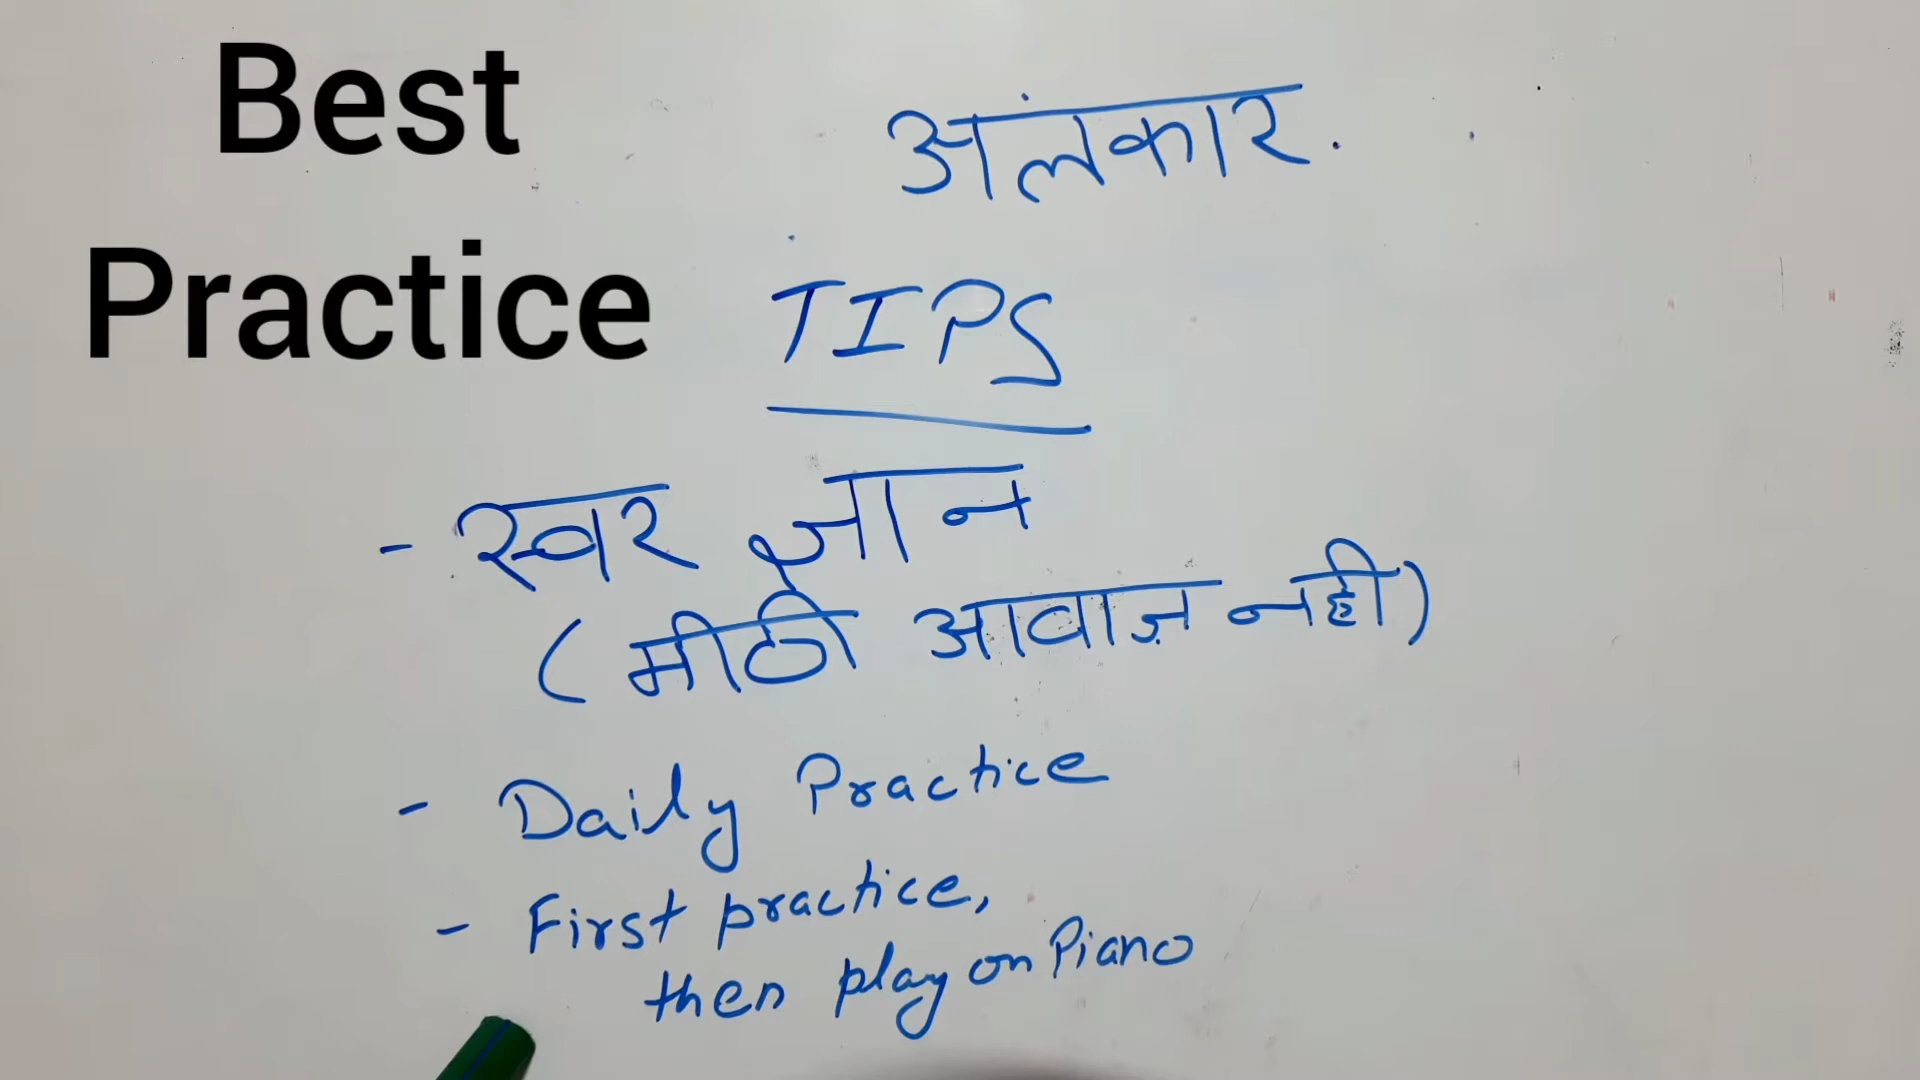 Best
Practice
अलंकार.
TIPS
- स्वर ज्ञान
(मीठी आवाज़ नही)
- Daily Practice
- First practice,
then play on Piano